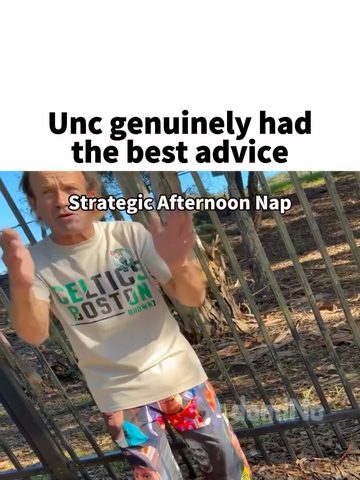 Unc genuinely had
the best advice
Strategic Afternoon Nap
CELTICS
BOSTON